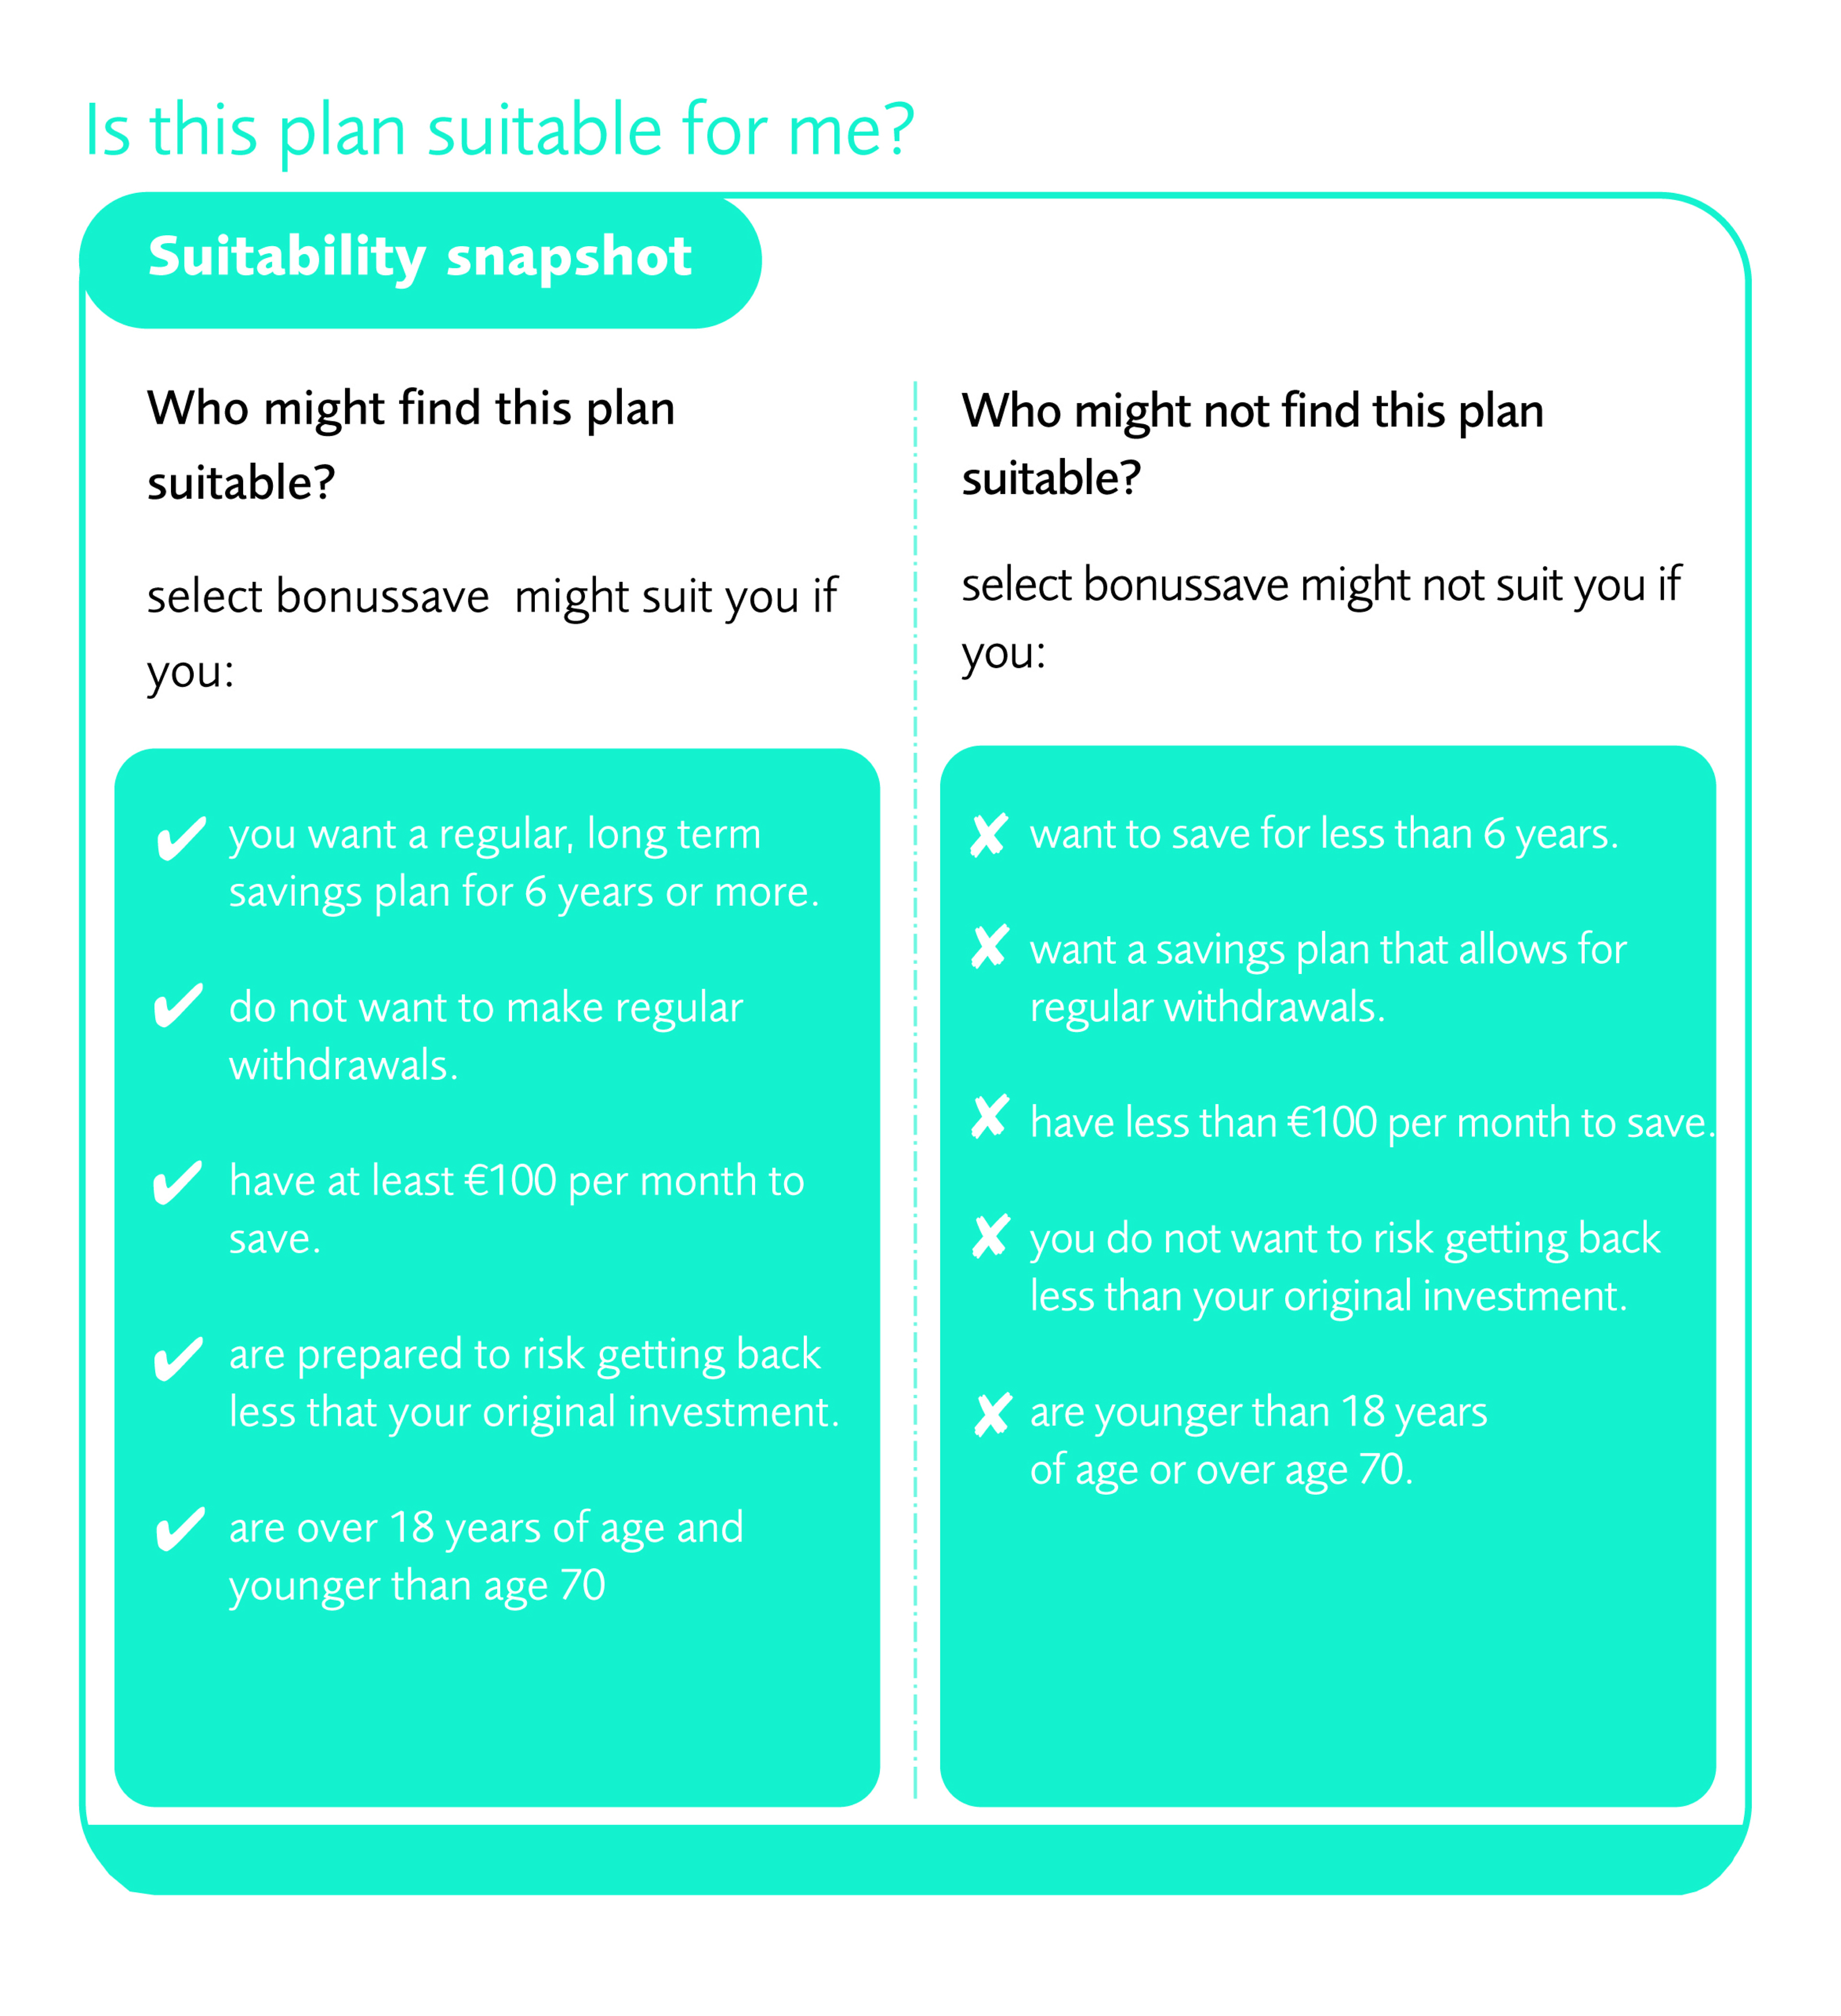 Is this plan suitable for me?
Suitability snapshot
Who might find this plan
suitable?
select bonussave might suit you if
you:
✔ you want a regular, long term
savings plan for 6 years or more.
✔ do not want to make regular
withdrawals.
✔ have at least €100 per month to
save.
✔ are prepared to risk getting back
less that your original investment.
✔ are over 18 years of age and
younger than age 70
Who might not find this plan
suitable?
select bonussave might not suit you if
you:
✘ want to save for less than 6 years.
✘ want a savings plan that allows for
regular withdrawals.
✘ have less than €100 per month to save.
✘ you do not want to risk getting back
less than your original investment.
✘ are younger than 18 years
of age or over age 70.